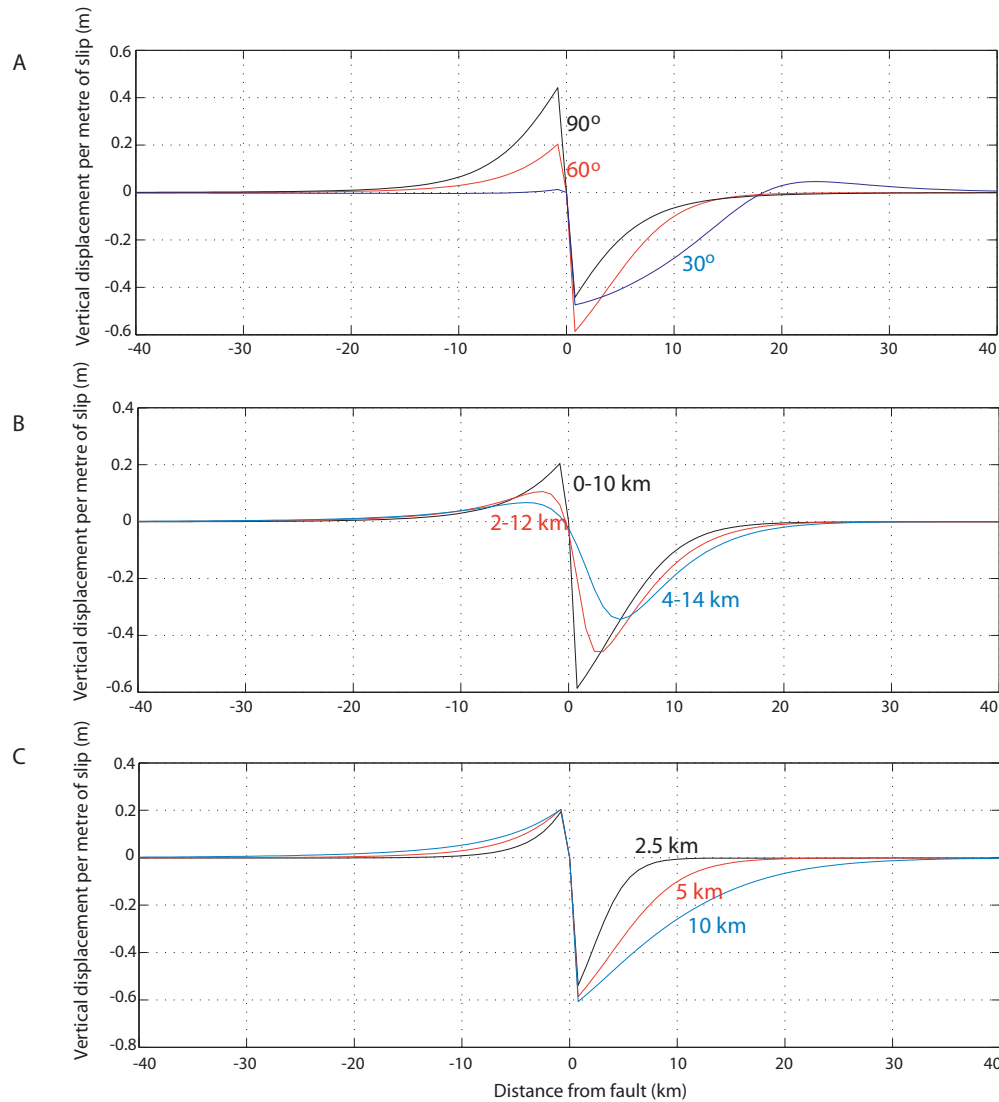 A
Vertical displacement per metre of slip (m)
0.6
0.4
0.2
0
-0.2
-0.4
-0.6
90º
60º
30º
-40 -30 -20 -10 0 10 20 30 40
B
Vertical displacement per metre of slip (m)
0.4
0.2
0
-0.2
-0.4
-0.6
0-10 km
2-12 km
4-14 km
-40 -30 -20 -10 0 10 20 30 40
C
Vertical displacement per metre of slip (m)
0.4
0.2
0
-0.2
-0.4
-0.6
-0.8
2.5 km
5 km
10 km
-40 -30 -20 -10 0 10 20 30 40
Distance from fault (km)